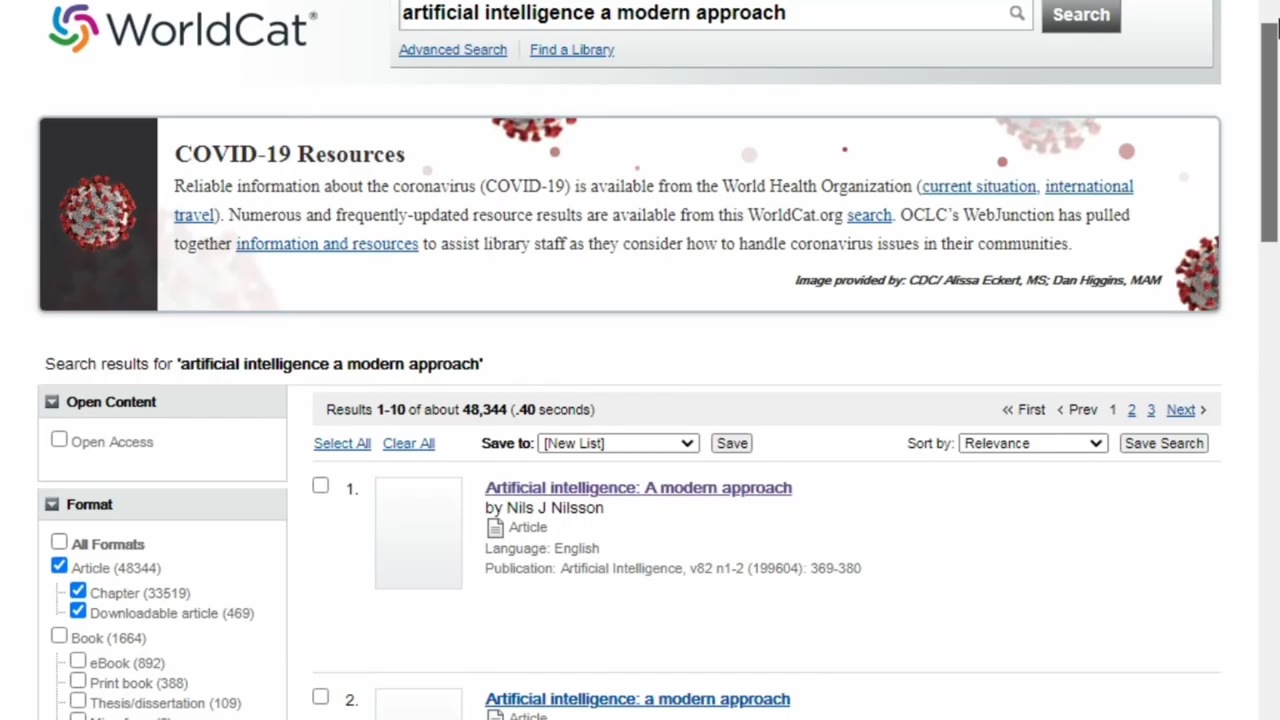 WorldCat®
artificial intelligence a modern approach
Search
Advanced Search
Find a Library
COVID-19 Resources
Reliable information about the coronavirus (COVID-19) is available from the World Health Organization (current situation, international
travel). Numerous and frequently-updated resource results are available from this WorldCat.org search. OCLC's WebJunction has pulled
together information and resources to assist library staff as they consider how to handle coronavirus issues in their communities.
Image provided by: CDC/ Alissa Eckert, MS; Dan Higgins, MAM
Search results for 'artificial intelligence a modern approach'
Open Content
Open Access
Format
All Formats
Article (48344)
Chapter (33519)
Downloadable article (469)
Book (1664)
eBook (892)
Print book (388)
Thesis/dissertation (109)
Results 1-10 of about 48,344 (.40 seconds)
« First < Prev 1 2 3 Next >
Select All Clear All
Save to: [New List] Save
Sort by: Relevance Save Search
1.
Artificial intelligence: A modern approach
by Nils J Nilsson
Article
Language: English
Publication: Artificial Intelligence, v82 n1-2 (199604): 369-380
2.
Artificial intelligence: a modern approach
Article